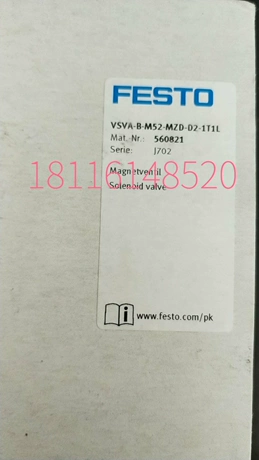 FESTO
VSVA-B-M52-MZD-D2-1T1L
Mat.-Nr.: 560821
Serie: J702
Magnetventil
18116148520
Solenoid valve
www.festo.com/pk